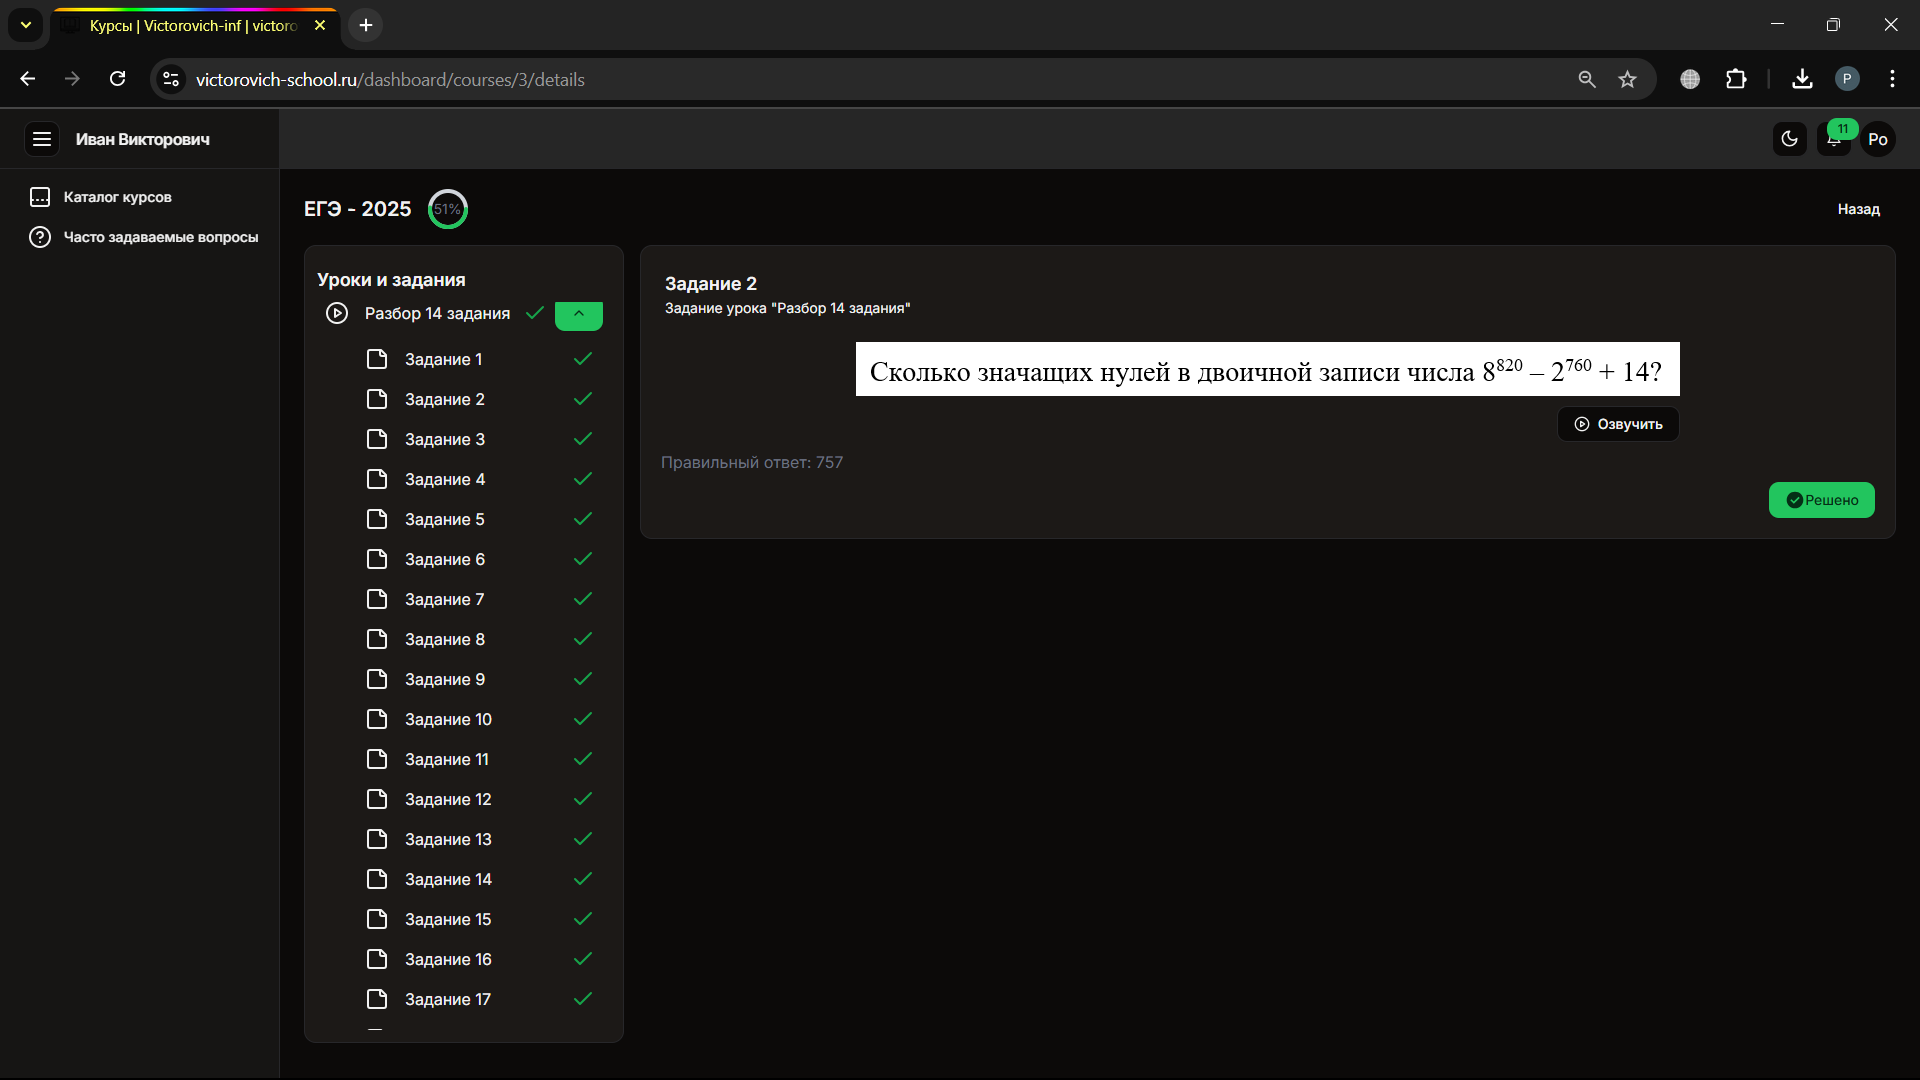 Курсы | Victorovich-inf | victoro
victorovich-school.ru/dashboard/courses/3/details
P
Иван Викторович
11
Po
Каталог курсов
Часто задаваемые вопросы
ЕГЭ - 2025
51%
Назад
Уроки и задания
Разбор 14 задания
Задание 1
Задание 2
Задание 3
Задание 4
Задание 5
Задание 6
Задание 7
Задание 8
Задание 9
Задание 10
Задание 11
Задание 12
Задание 13
Задание 14
Задание 15
Задание 16
Задание 17
Задание 2
Задание урока "Разбор 14 задания"
Сколько значащих нулей в двоичной записи числа 8⁸²⁰ – 2⁷⁶⁰ + 14?
Озвучить
Правильный ответ: 757
Решено